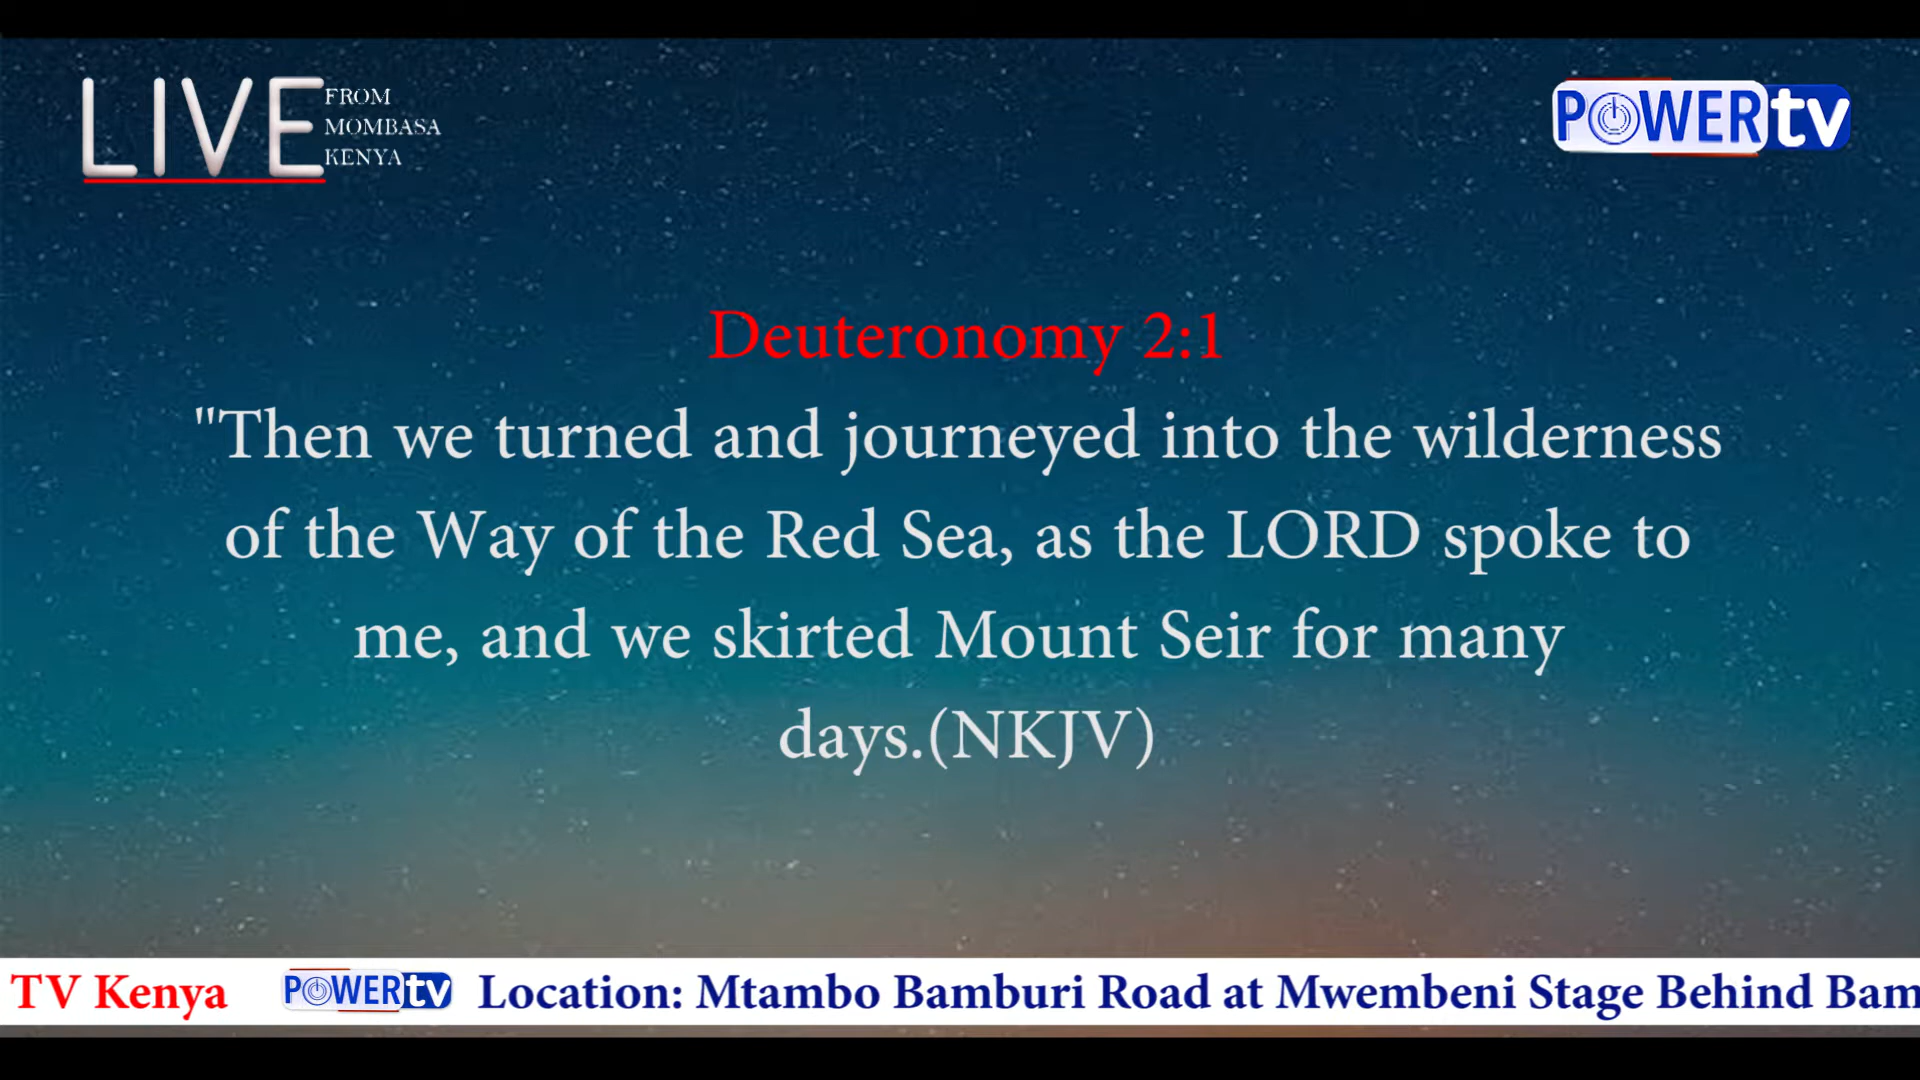 LIVE
FROM
MOMBASA
KENYA
POWERtv
Deuteronomy 2:1
"Then we turned and journeyed into the wilderness
of the Way of the Red Sea, as the LORD spoke to
me, and we skirted Mount Seir for many
days.(NKJV)
TV Kenya POWERtv Location: Mtambo Bamburi Road at Mwembeni Stage Behind Bam